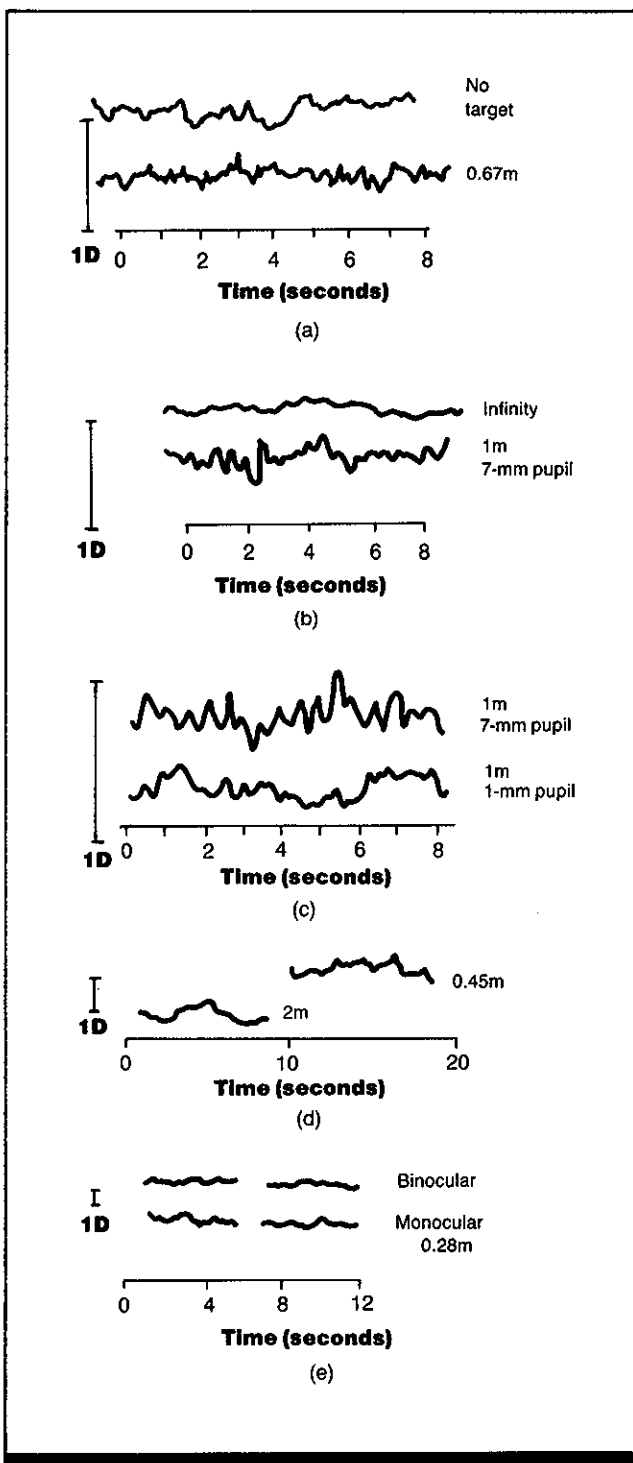 No
target
0.67m
1D
0 2 4 6 8
Time (seconds)
(a)
Infinity
1m
7-mm pupil
1D
0 2 4 6 8
Time (seconds)
(b)
1m
7-mm pupil
1m
1-mm pupil
1D
0 2 4 6 8
Time (seconds)
(c)
0.45m
2m
1D
0 10 20
Time (seconds)
(d)
Binocular
1D
Monocular
0.28m
0 4 8 12
Time (seconds)
(e)